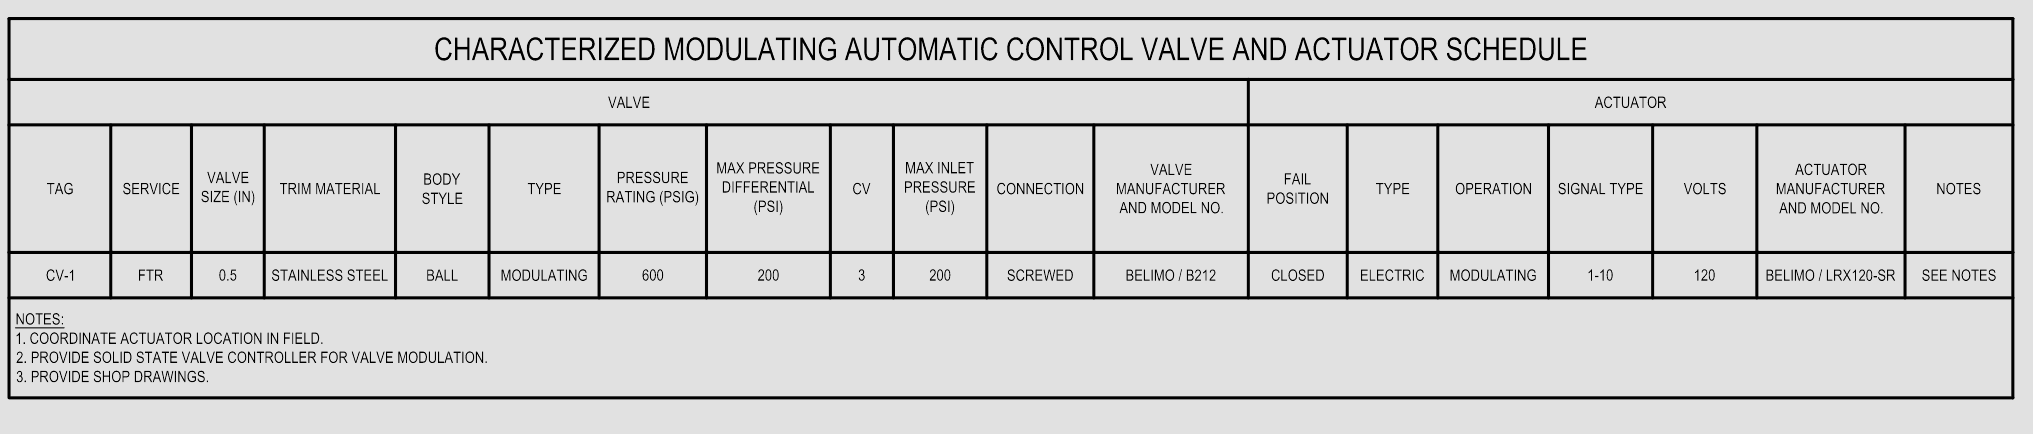 CHARACTERIZED MODULATING AUTOMATIC CONTROL VALVE AND ACTUATOR SCHEDULE
VALVE ACTUATOR
TAG SERVICE VALVE SIZE (IN) TRIM MATERIAL BODY STYLE TYPE PRESSURE RATING (PSIG) MAX PRESSURE DIFFERENTIAL (PSI) CV MAX INLET PRESSURE (PSI) CONNECTION VALVE MANUFACTURER AND MODEL NO. FAIL POSITION TYPE OPERATION SIGNAL TYPE VOLTS ACTUATOR MANUFACTURER AND MODEL NO. NOTES
CV-1 FTR 0.5 STAINLESS STEEL BALL MODULATING 600 200 3 200 SCREWED BELIMO / B212 CLOSED ELECTRIC MODULATING 1-10 120 BELIMO / LRX120-SR SEE NOTES
NOTES:
1. COORDINATE ACTUATOR LOCATION IN FIELD.
2. PROVIDE SOLID STATE VALVE CONTROLLER FOR VALVE MODULATION.
3. PROVIDE SHOP DRAWINGS.